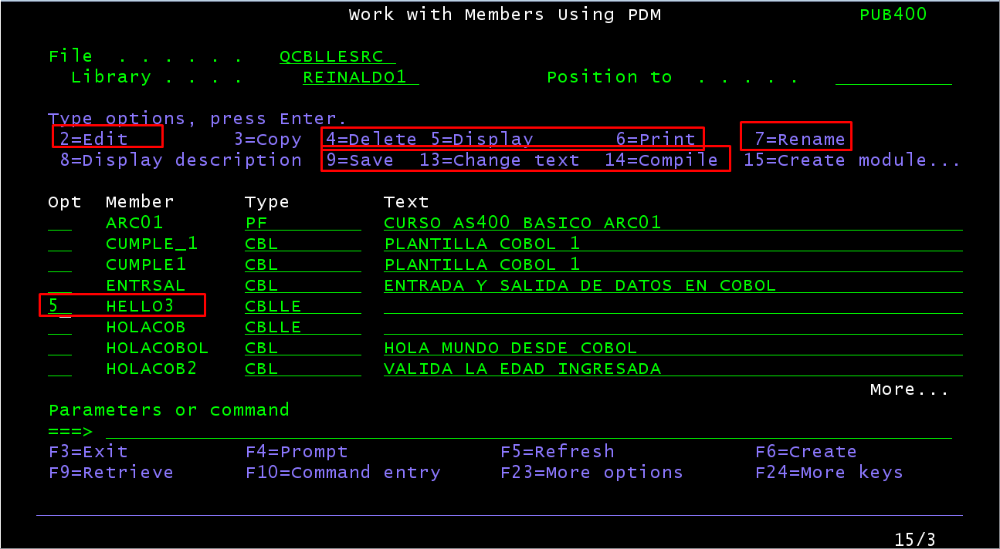 Work with Members Using PDM PUB400
File . . . . . . QCBLLESRC
Library . . . . REINALDO1 Position to . . . . .
Type options, press Enter.
2=Edit 3=Copy 4=Delete 5=Display 6=Print 7=Rename
8=Display description 9=Save 13=Change text 14=Compile 15=Create module...
Opt Member Type Text
ARC01 PF CURSO AS400 BASICO ARC01
CUMPLE_1 CBL PLANTILLA COBOL 1
CUMPLE1 CBL PLANTILLA COBOL 1
ENTRSAL CBL ENTRADA Y SALIDA DE DATOS EN COBOL
5 HELLO3 CBLLE
HOLACOB CBLLE
HOLACOBOL CBL HOLA MUNDO DESDE COBOL
HOLACOB2 CBL VALIDA LA EDAD INGRESADA
More...
Parameters or command
===>
F3=Exit F4=Prompt F5=Refresh F6=Create
F9=Retrieve F10=Command entry F23=More options F24=More keys
15/3